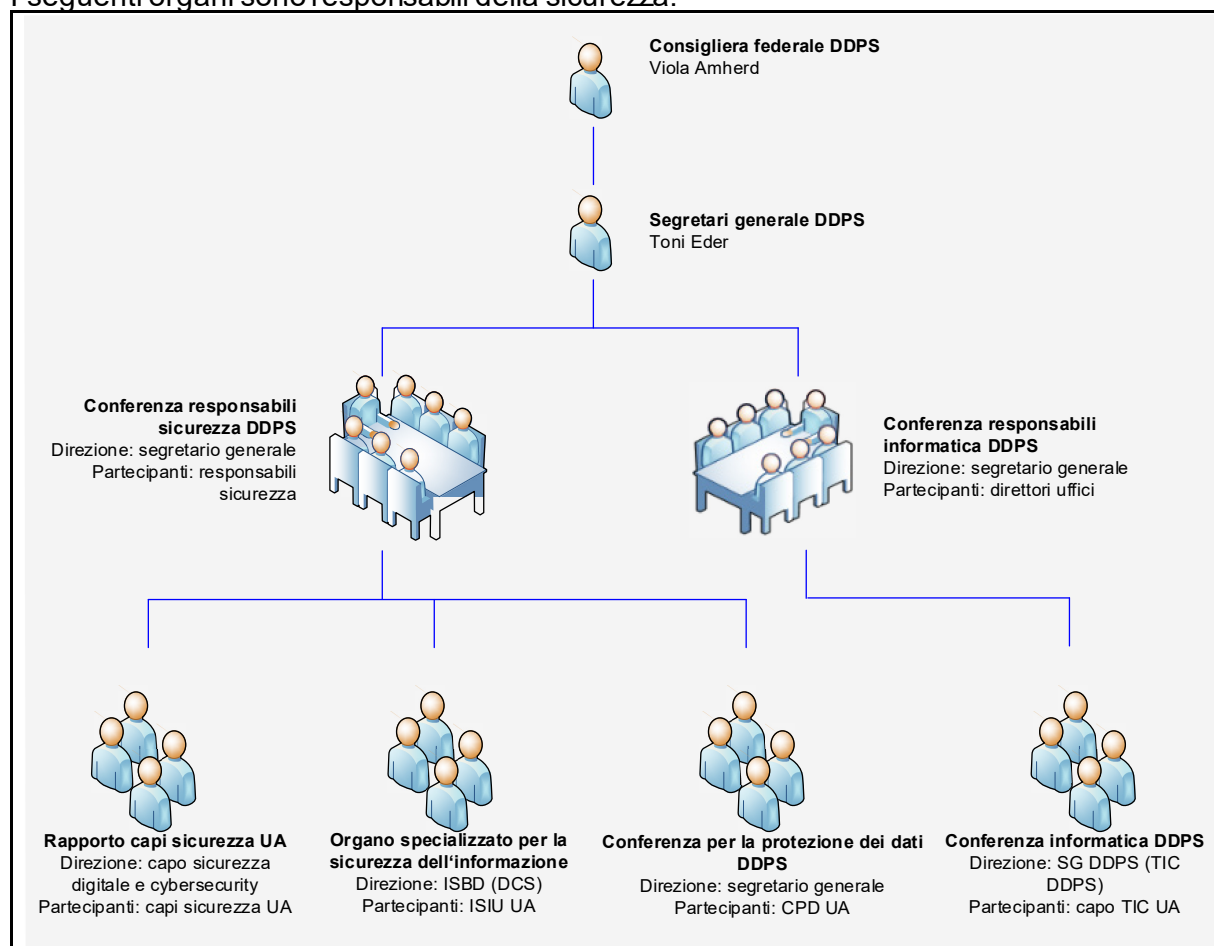 I seguenti organi sono responsabili della sicurezza:
Consigliera federale DDPS
Viola Amherd
Segretari generale DDPS
Toni Eder
Conferenza responsabili
sicurezza DDPS
Direzione: segretario generale
Partecipanti: responsabili
sicurezza
Conferenza responsabili
informatica DDPS
Direzione: segretario generale
Partecipanti: direttori uffici
Rapporto capi sicurezza UA
Direzione: capo sicurezza
digitale e cybersecurity
Partecipanti: capi sicurezza UA
Organo specializzato per la
sicurezza dell'informazione
Direzione: ISBD (DCS)
Partecipanti: ISIU UA
Conferenza per la protezione dei dati
DDPS
Direzione: segretario generale
Partecipanti: CPD UA
Conferenza informatica DDPS
Direzione: SG DDPS (TIC
DDPS)
Partecipanti: capo TIC UA